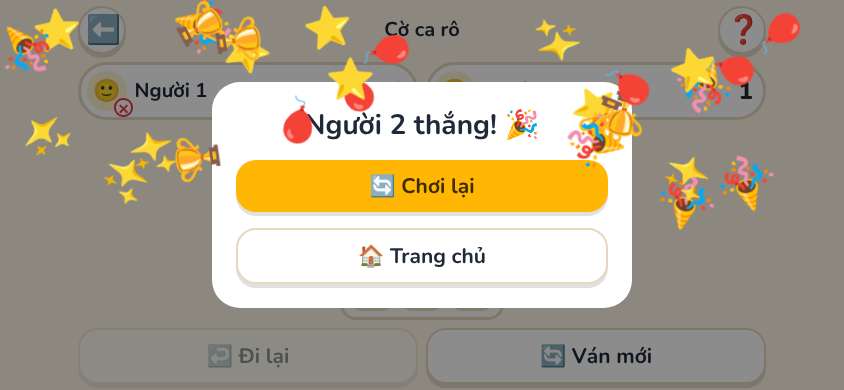 Cờ ca rô
Người 1
1
Người 2 thắng!
Chơi lại
Trang chủ
Đi lại
Ván mới